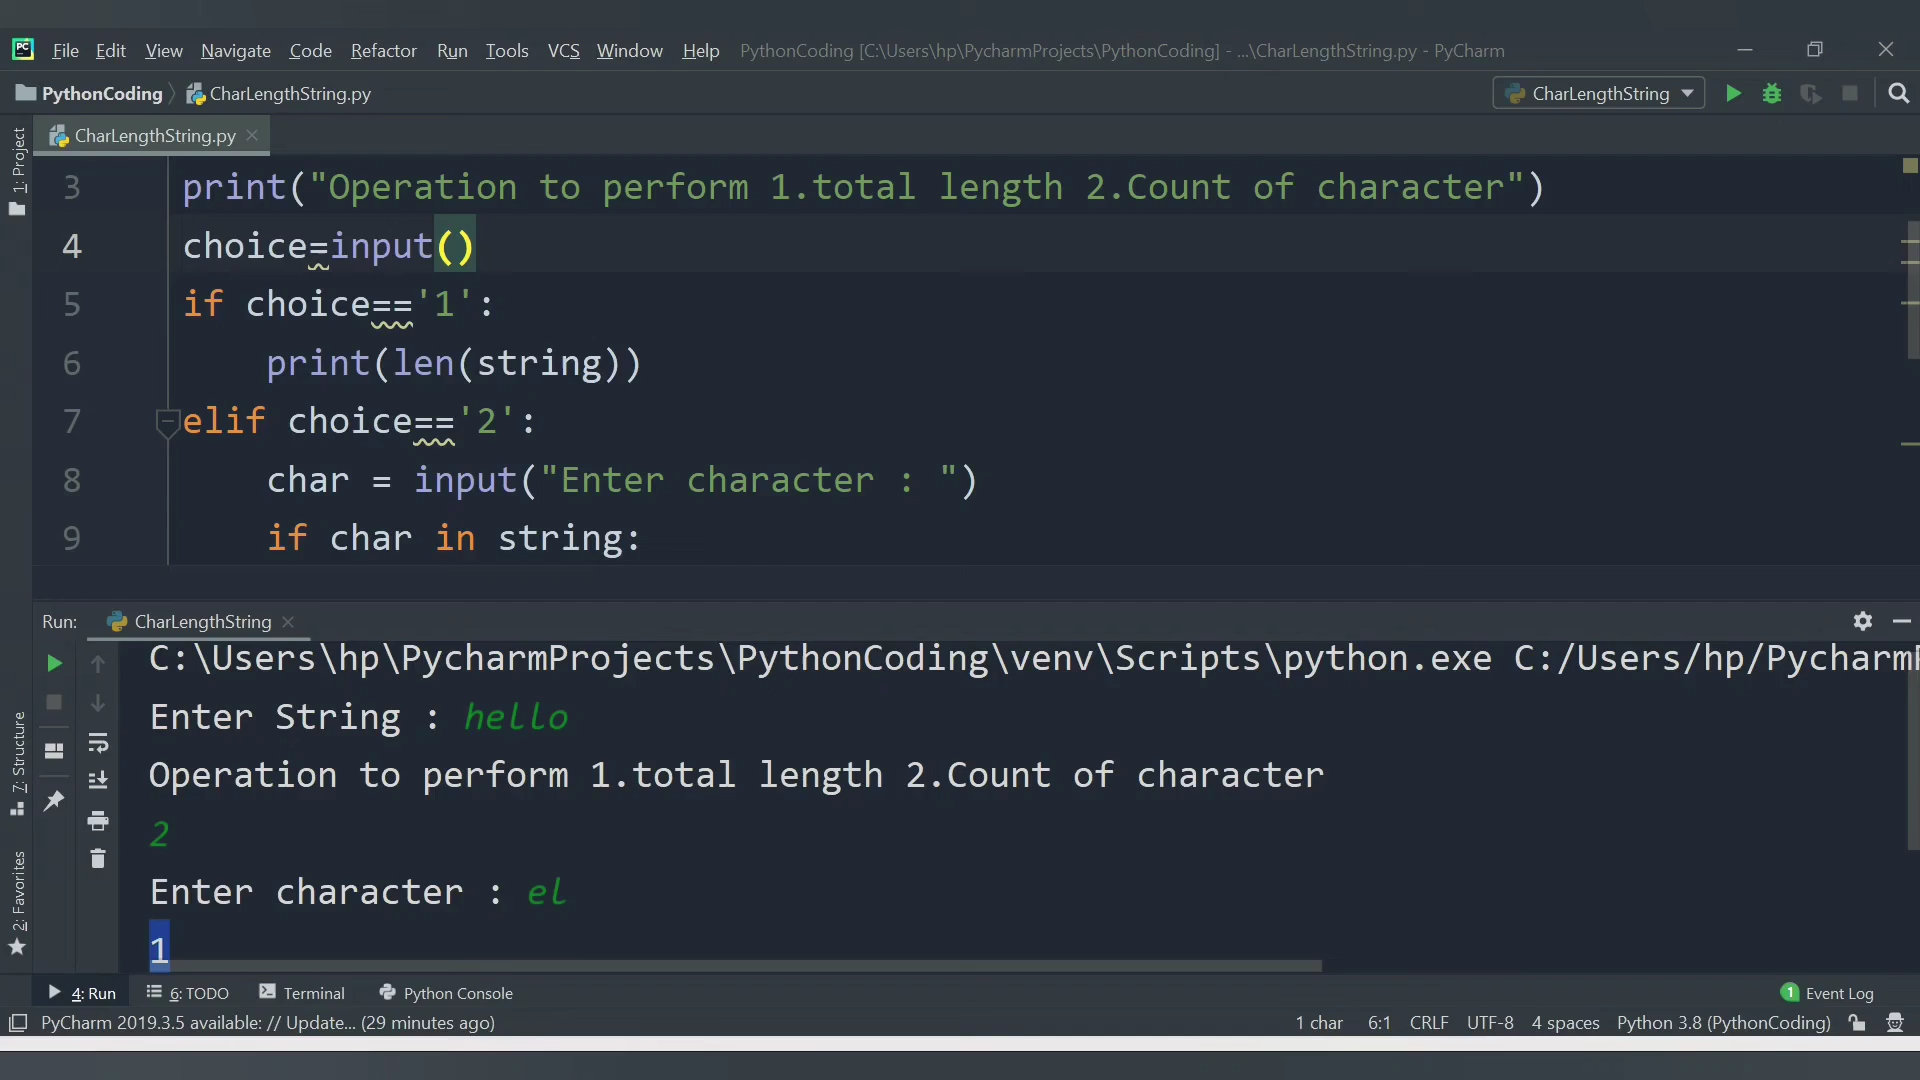 File Edit View Navigate Code Refactor Run Tools VCS Window Help PythonCoding [C:\Users\hp\PycharmProjects\PythonCoding] - ...\CharLengthString.py - PyCharm
PythonCoding CharLengthString.py CharLengthString
CharLengthString.py
1: Project
3 print("Operation to perform 1.total length 2.Count of character")
4 choice=input()
5 if choice=='1':
6 print(len(string))
7 elif choice=='2':
8 char = input("Enter character : ")
9 if char in string:
Run: CharLengthString
C:\Users\hp\PycharmProjects\PythonCoding\venv\Scripts\python.exe C:/Users/hp/Pycharm
Enter String : hello
Operation to perform 1.total length 2.Count of character
2
Enter character : el
1
7: Structure
2: Favorites
4: Run 6: TODO Terminal Python Console 1 Event Log
PyCharm 2019.3.5 available: // Update... (29 minutes ago) 1 char 6:1 CRLF UTF-8 4 spaces Python 3.8 (PythonCoding)